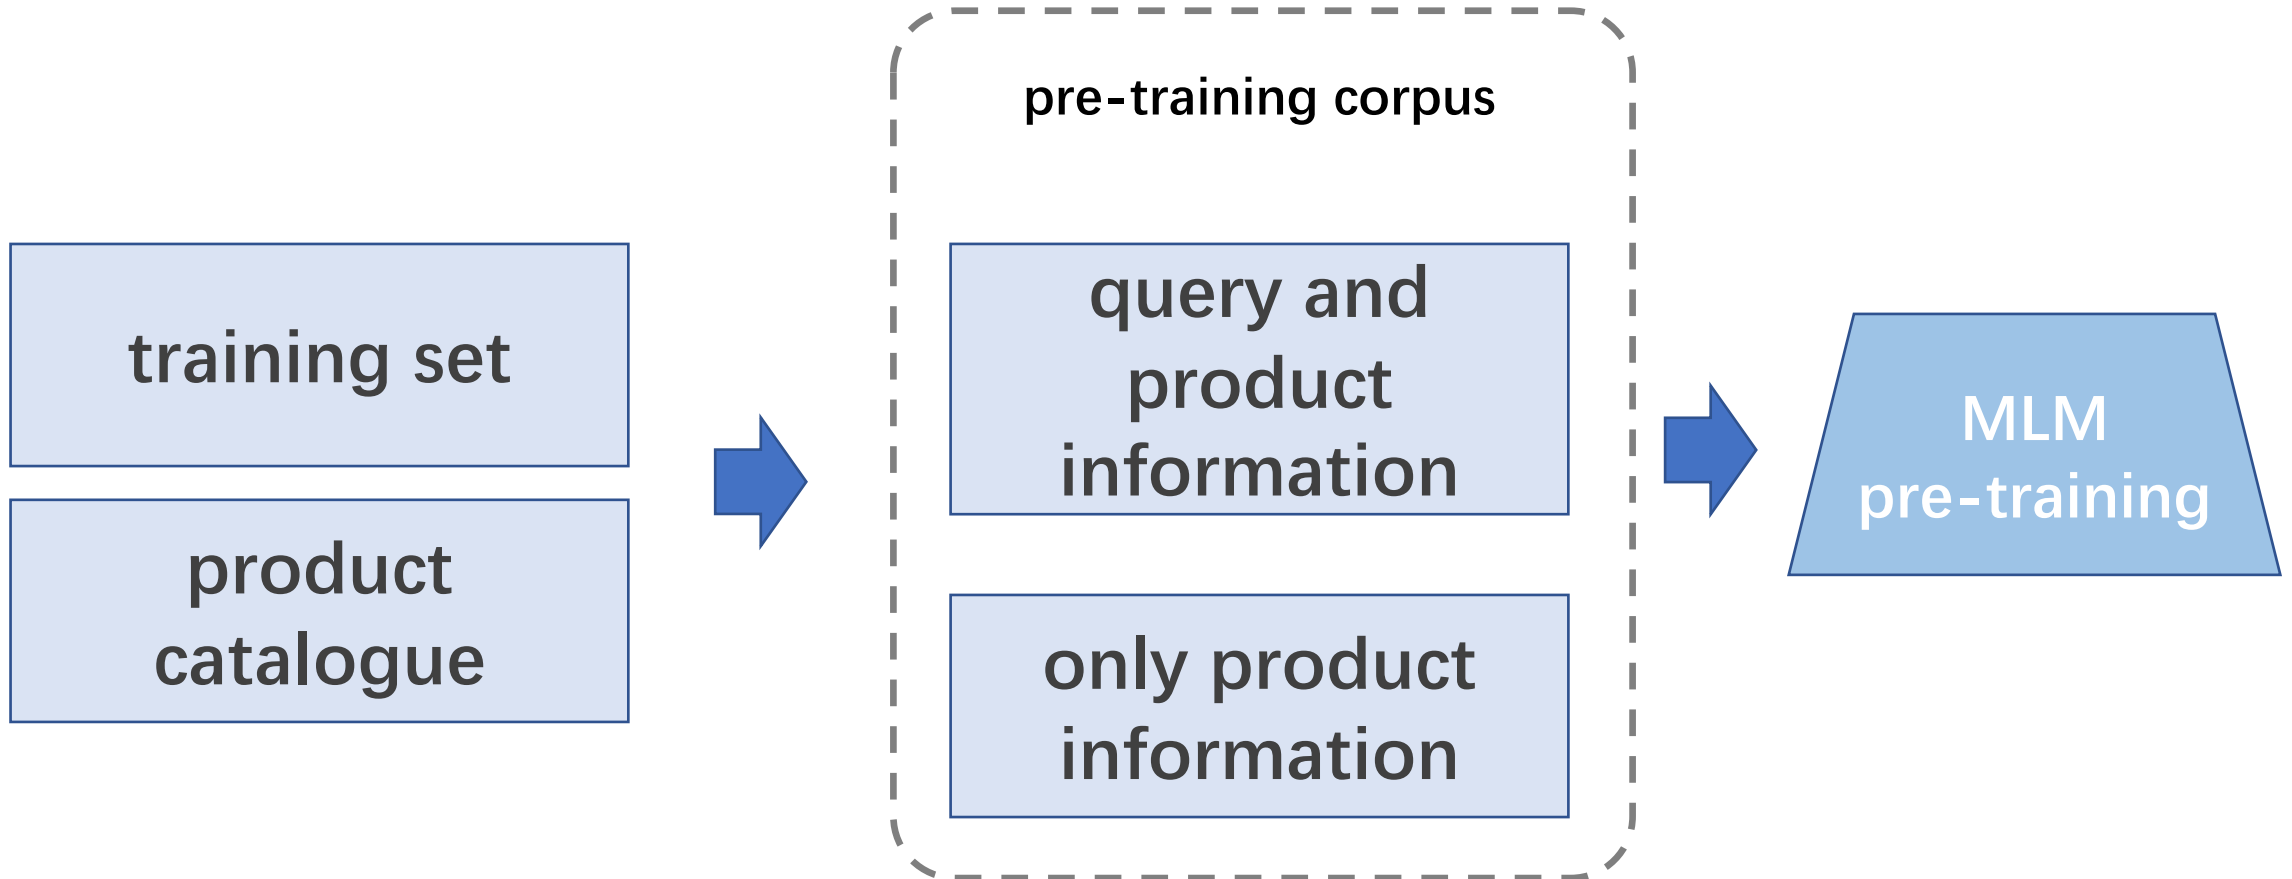 training set
product
catalogue
pre-training corpus
query and
product
information
only product
information
MLM
pre-training